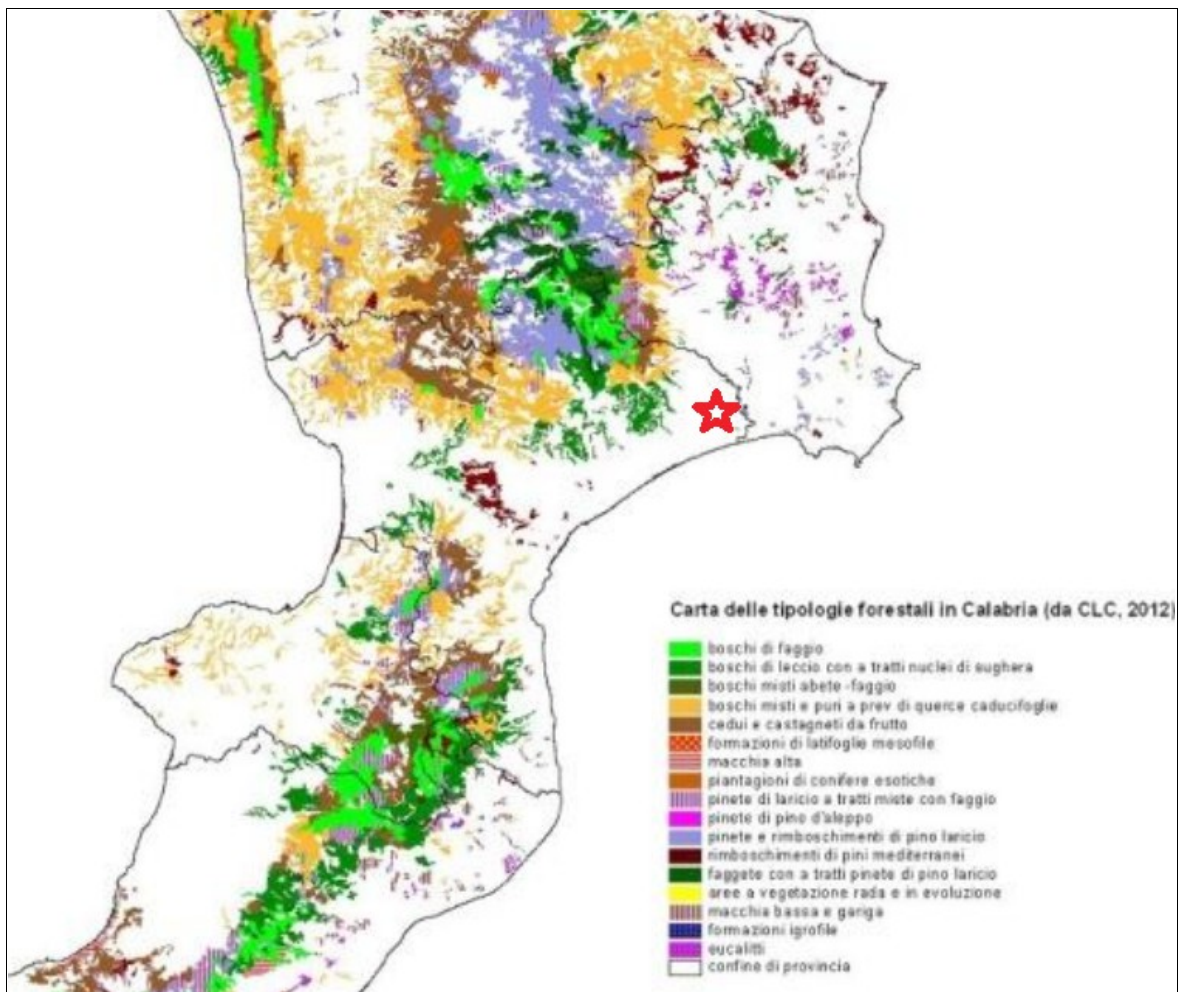 Carta delle tipologie forestali in Calabria (da CLC, 2012)
boschi di faggio
boschi di leccio con a tratti nuclei di sughera
boschi misti abete -faggio
boschi misti e puri a prev di querce caducifoglie
cedui e castagneti da frutto
formazioni di latifoglie mesofile
macchia alta
piantagioni di conifere esotiche
pinete di laricio a tratti miste con faggio
pinete di pino d'aleppo
pinete e rimboschimenti di pino laricio
rimboschimenti di pini mediterranei
faggete con a tratti pinete di pino laricio
aree a vegetazione rada e in evoluzione
macchia bassa e gariga
formazioni igrofile
eucalitti
confine di provincia